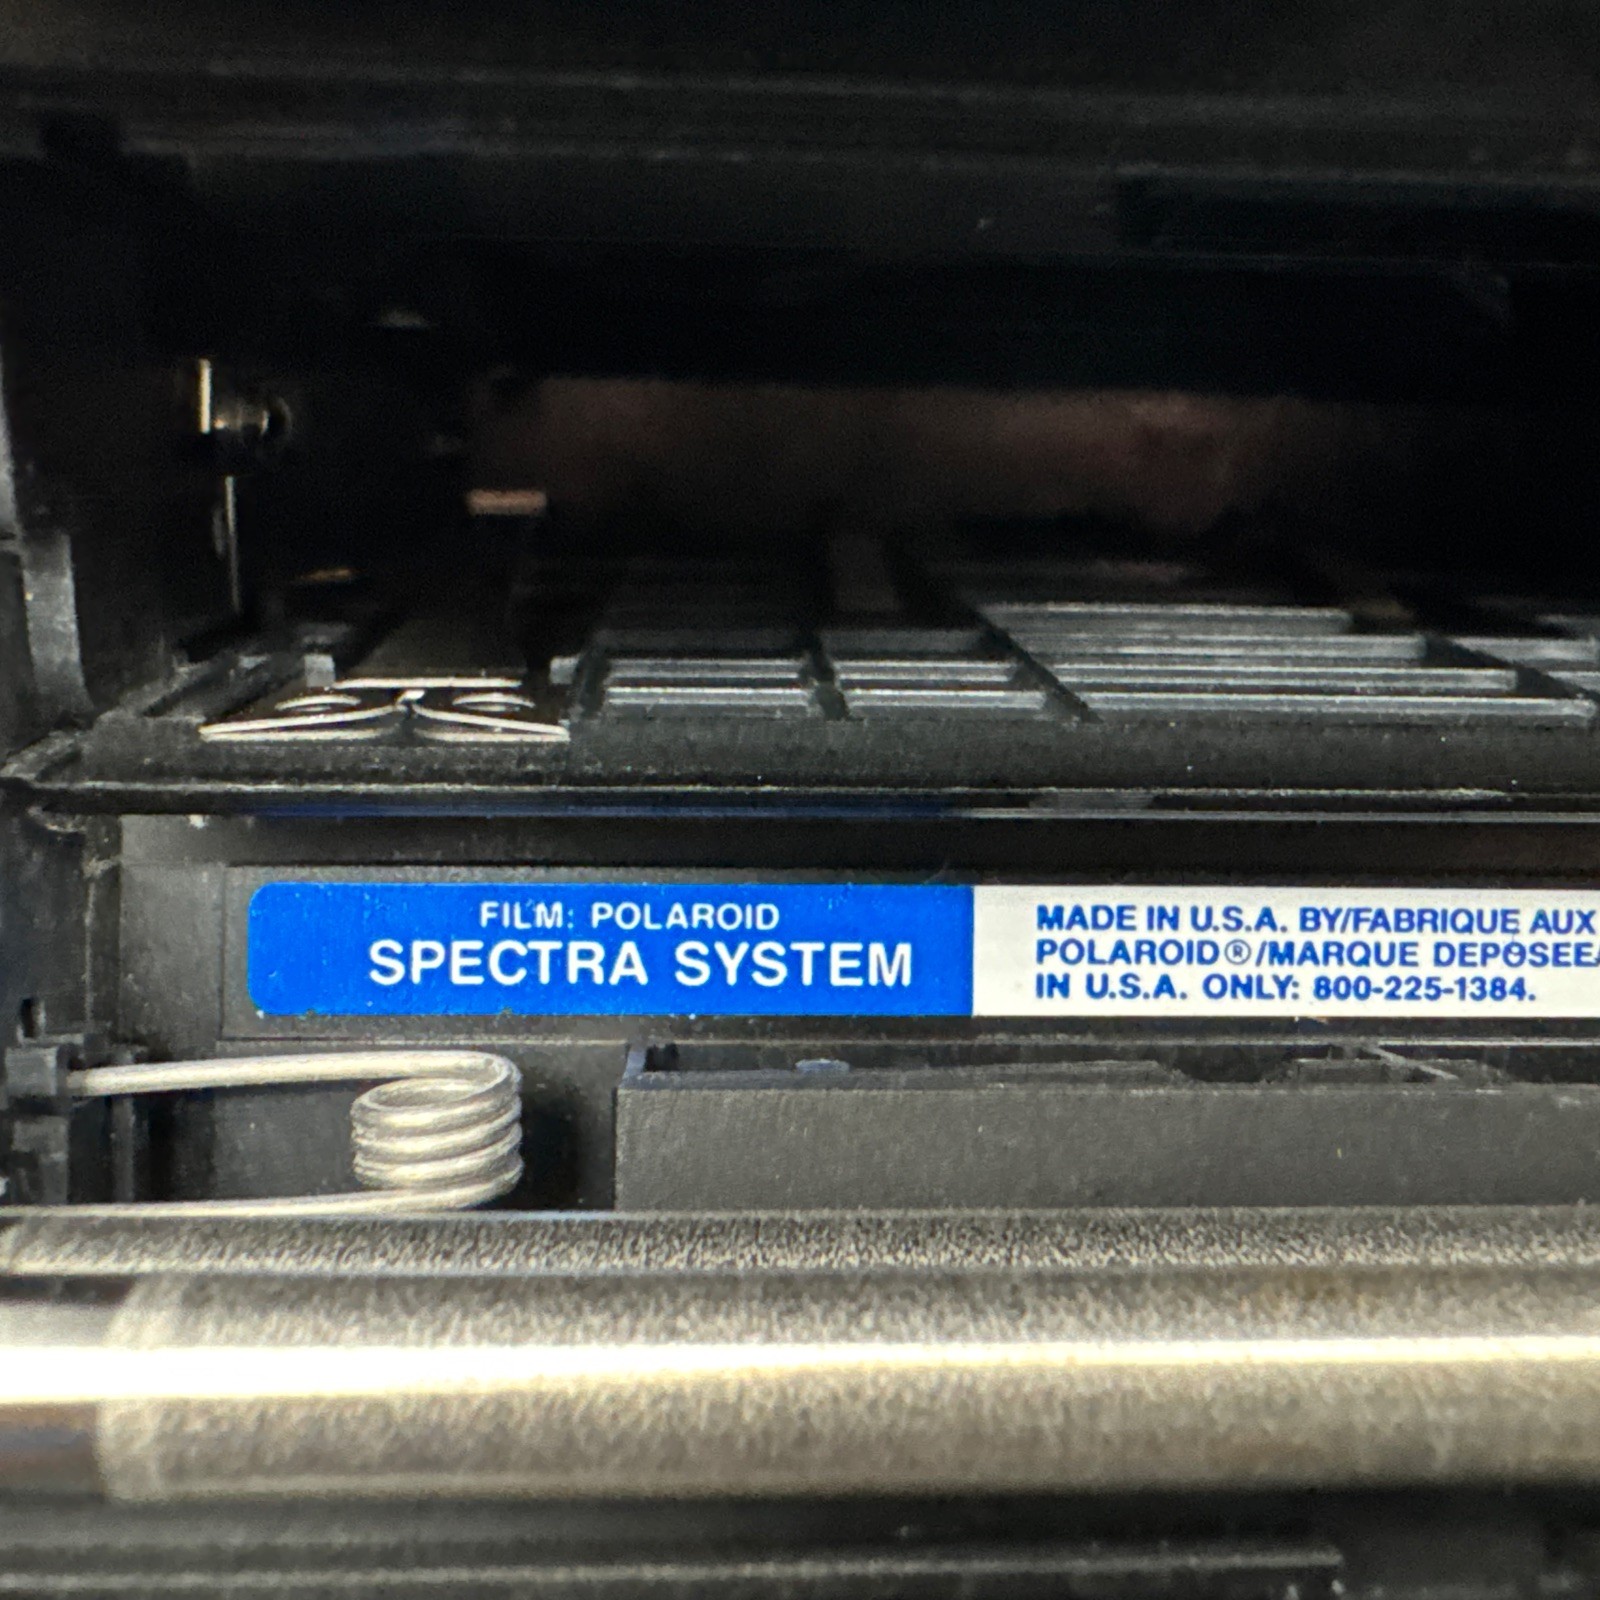 FILM: POLAROID
SPECTRA SYSTEM
MADE IN U.S.A. BY/FABRIQUE AUX
POLAROID®/MARQUE DEPOSEE/
IN U.S.A. ONLY: 800-225-1384.